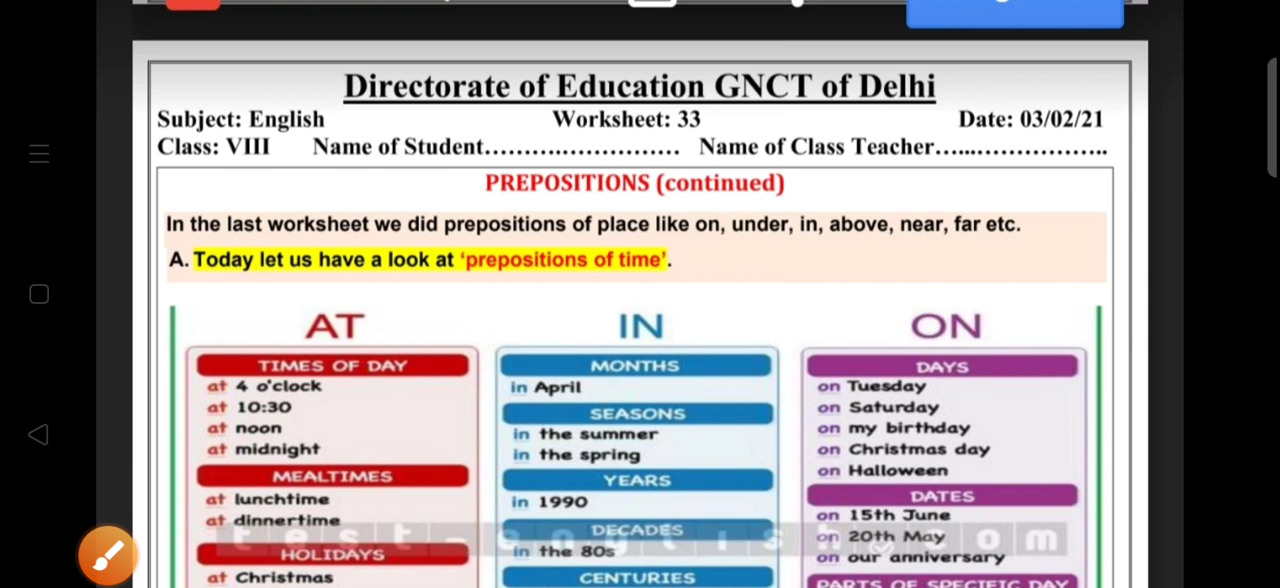 Directorate of Education GNCT of Delhi
Subject: English Worksheet: 33 Date: 03/02/21
Class: VIII Name of Student…………………… Name of Class Teacher…………………..
PREPOSITIONS (continued)
In the last worksheet we did prepositions of place like on, under, in, above, near, far etc.
A. Today let us have a look at ‘prepositions of time’.
AT
TIMES OF DAY
at 4 o'clock
at 10:30
at noon
at midnight
MEALTIMES
at lunchtime
at dinnertime
HOLIDAYS
at Christmas
IN
MONTHS
in April
SEASONS
in the summer
in the spring
YEARS
in 1990
DECADES
in the 80s
CENTURIES
ON
DAYS
on Tuesday
on Saturday
on my birthday
on Christmas day
on Halloween
DATES
on 15th June
on 20th May
on our anniversary
PARTS OF SPECIFIC DAY